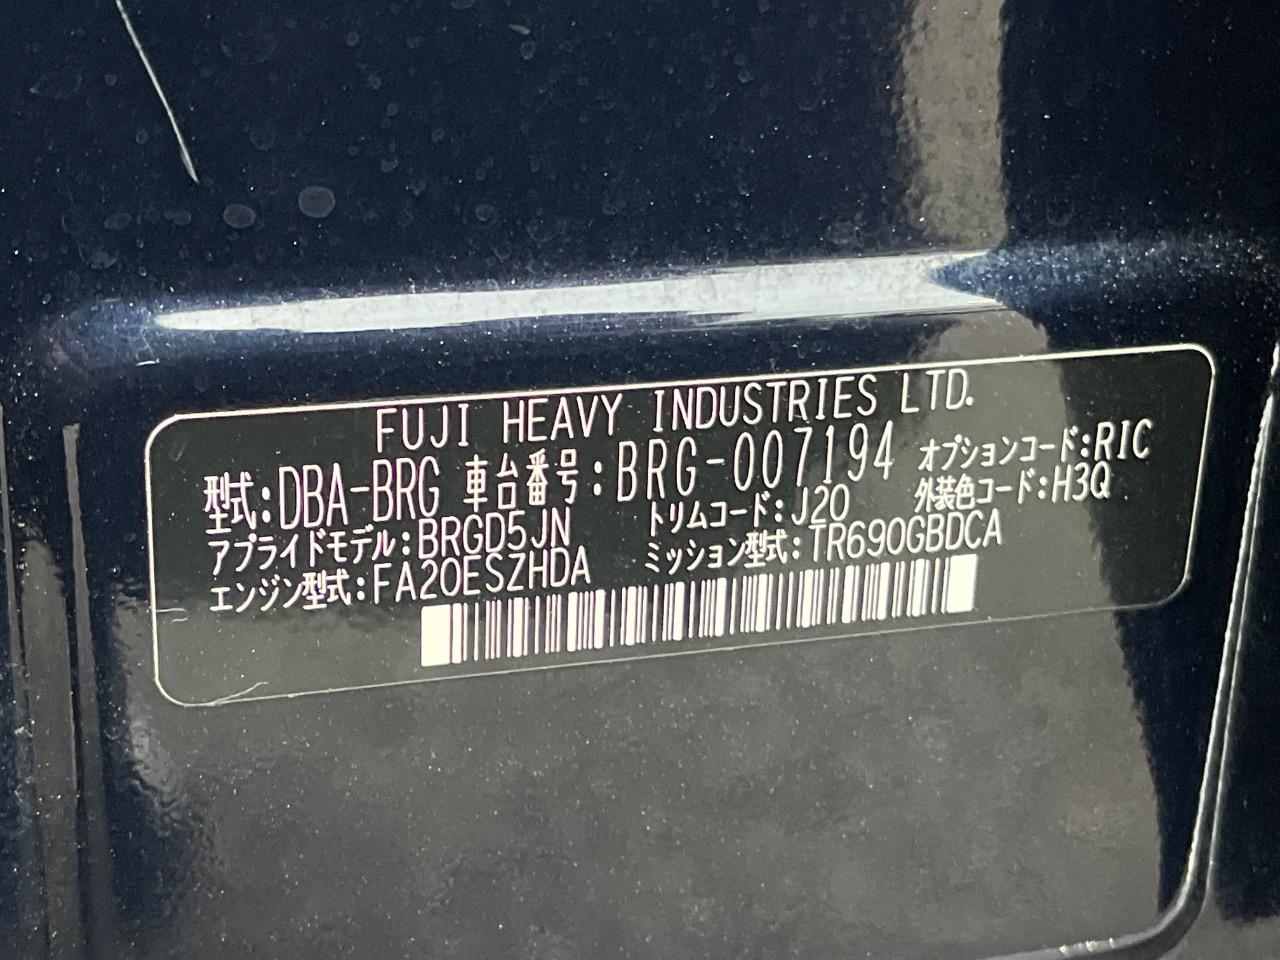 FUJI HEAVY INDUSTRIES LTD.
型式:DBA-BRG 車台番号:BRG-007194 オプションコード:RIC
アプライドモデル:BRGD5JN トリムコード:J20 外装色コード:H3Q
エンジン型式:FA20ESZHDA ミッション型式:TR690GBDCA